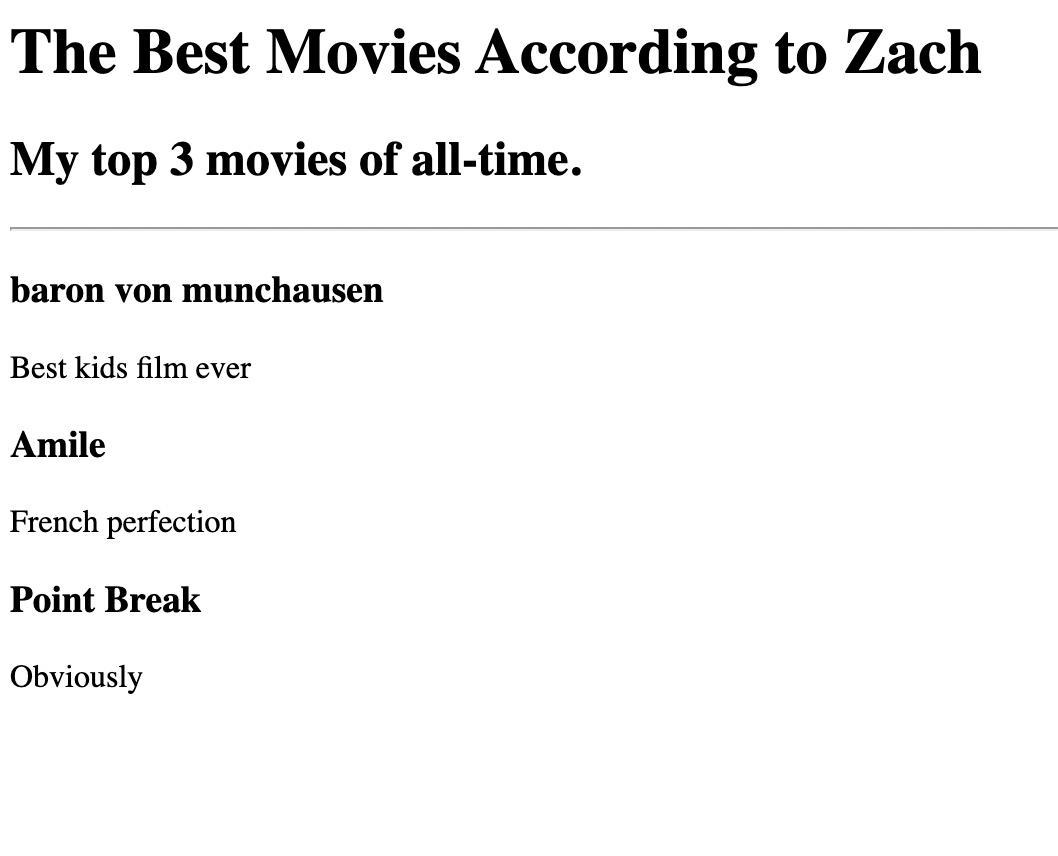 The Best Movies According to Zach
My top 3 movies of all-time.
baron von munchausen
Best kids film ever
Amile
French perfection
Point Break
Obviously